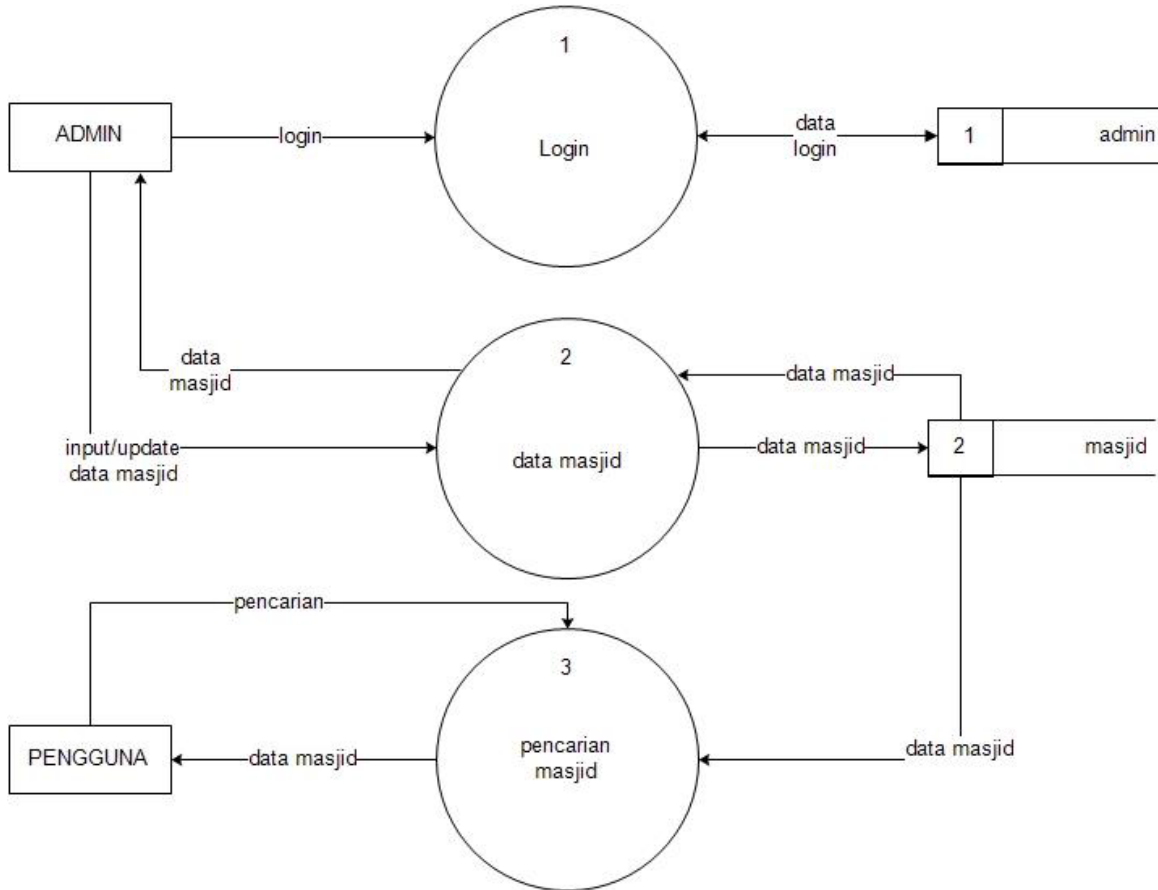 1
ADMIN
login
Login
data
login
1
admin
data
masjid
2
data masjid
data masjid
input/update
data masjid
data masjid
2
masjid
pencarian
3
PENGGUNA
data masjid
pencarian
masjid
data masjid